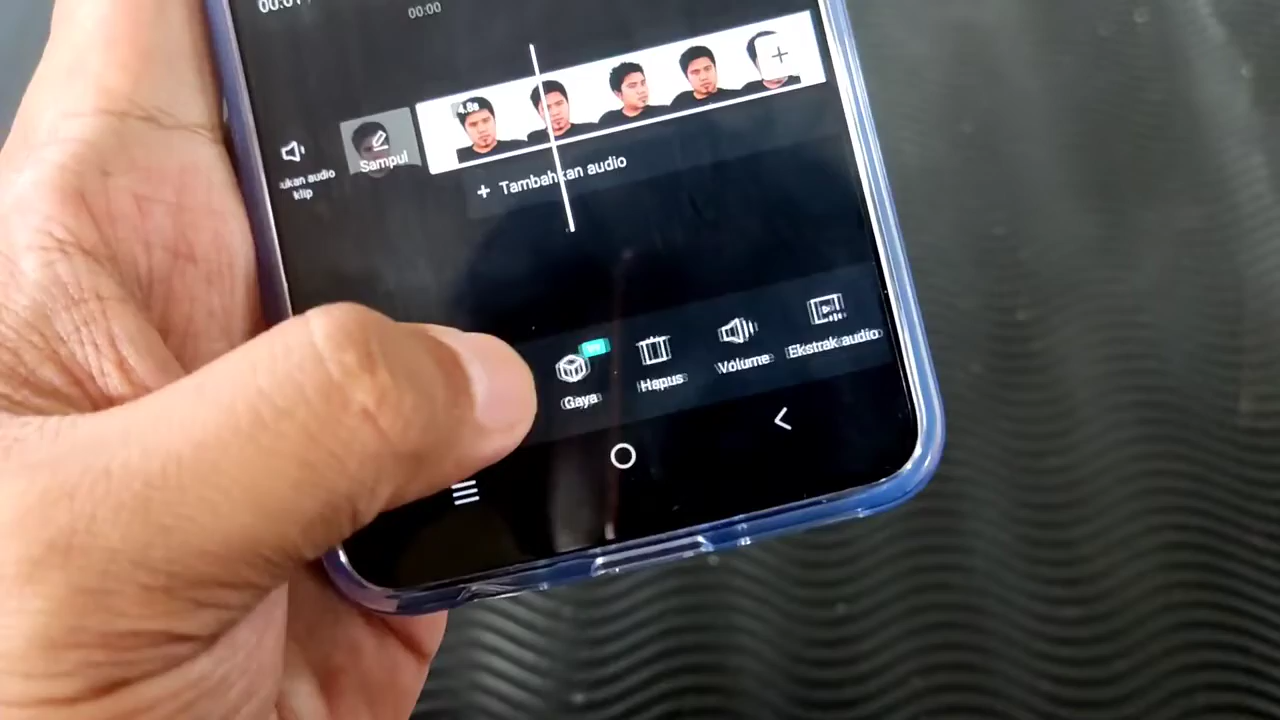 00:00
4.8s
Sampul
ukan audio
klip
+ Tambahkan audio
Gaya
Hapus
Volume
Ekstrak audio